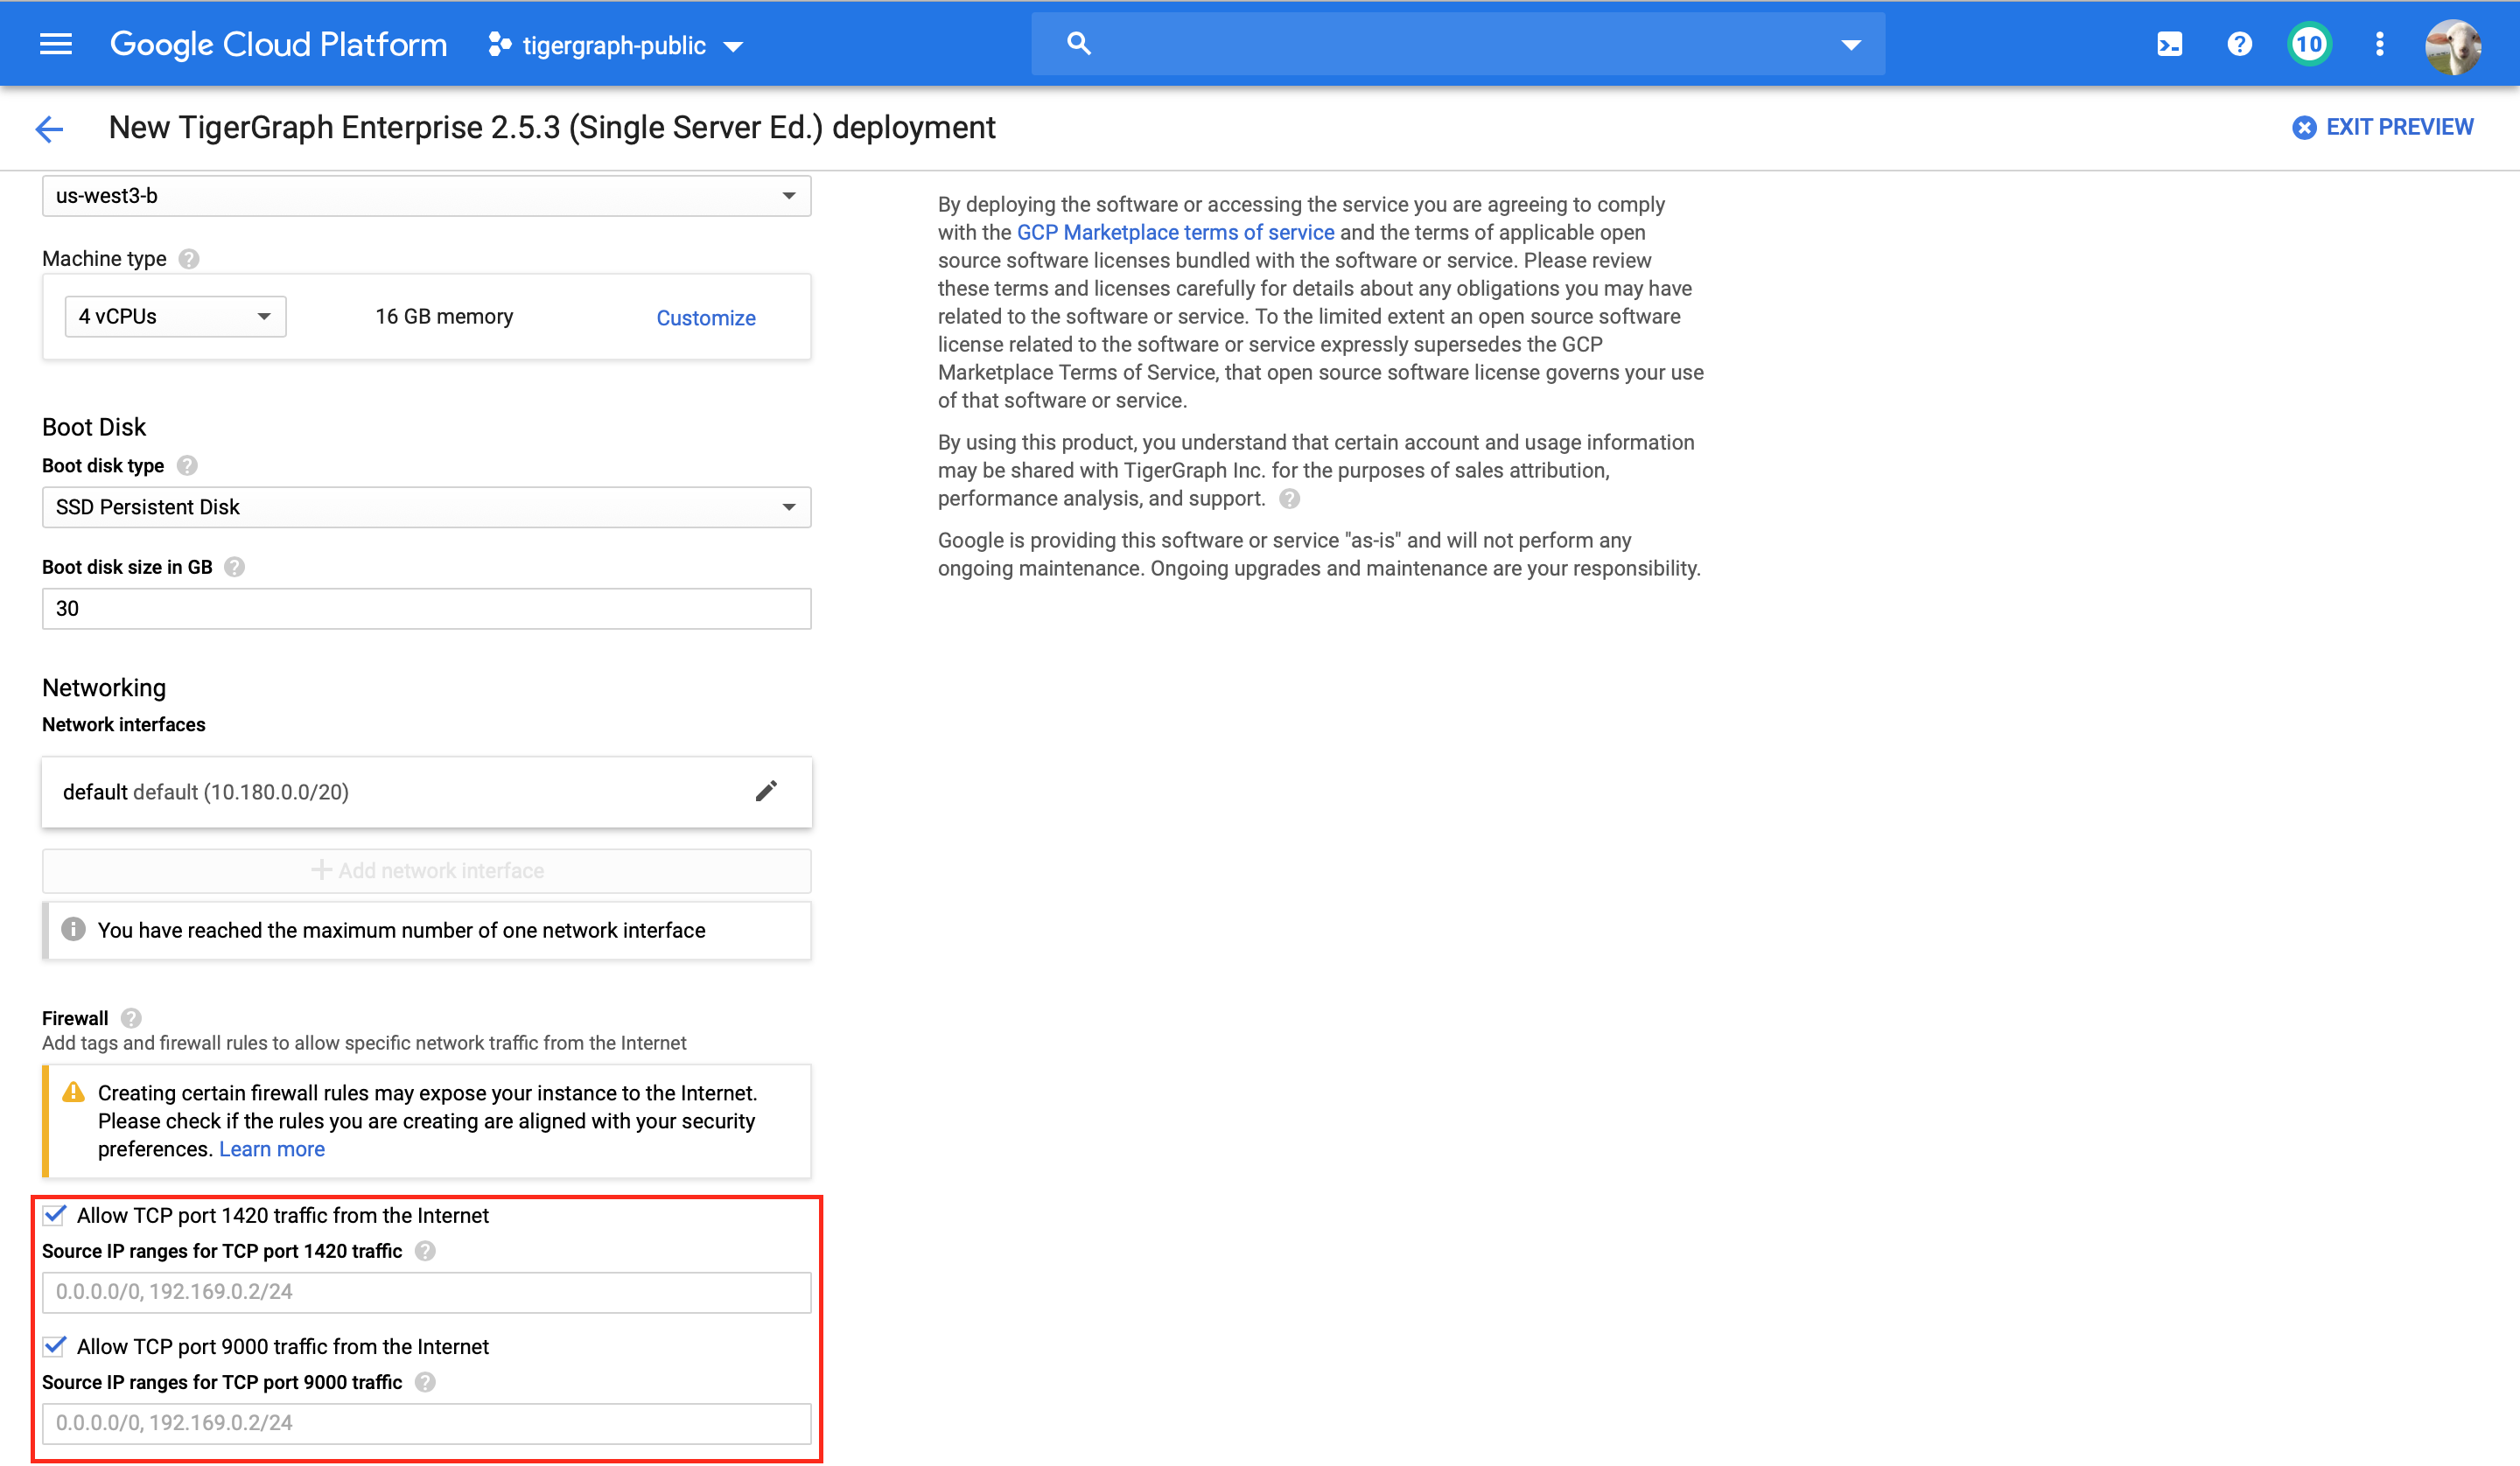 Google Cloud Platform
tigergraph-public
10
New TigerGraph Enterprise 2.5.3 (Single Server Ed.) deployment
EXIT PREVIEW
us-west3-b
Machine type
4 vCPUs
16 GB memory
Customize
Boot Disk
Boot disk type
SSD Persistent Disk
Boot disk size in GB
30
Networking
Network interfaces
default default (10.180.0.0/20)
Add network interface
You have reached the maximum number of one network interface
Firewall
Add tags and firewall rules to allow specific network traffic from the Internet
Creating certain firewall rules may expose your instance to the Internet.
Please check if the rules you are creating are aligned with your security
preferences. Learn more
Allow TCP port 1420 traffic from the Internet
Source IP ranges for TCP port 1420 traffic
0.0.0.0/0, 192.169.0.2/24
Allow TCP port 9000 traffic from the Internet
Source IP ranges for TCP port 9000 traffic
0.0.0.0/0, 192.169.0.2/24
By deploying the software or accessing the service you are agreeing to comply
with the GCP Marketplace terms of service and the terms of applicable open
source software licenses bundled with the software or service. Please review
these terms and licenses carefully for details about any obligations you may have
related to the software or service. To the limited extent an open source software
license related to the software or service expressly supersedes the GCP
Marketplace Terms of Service, that open source software license governs your use
of that software or service.
By using this product, you understand that certain account and usage information
may be shared with TigerGraph Inc. for the purposes of sales attribution,
performance analysis, and support.
Google is providing this software or service "as-is" and will not perform any
ongoing maintenance. Ongoing upgrades and maintenance are your responsibility.